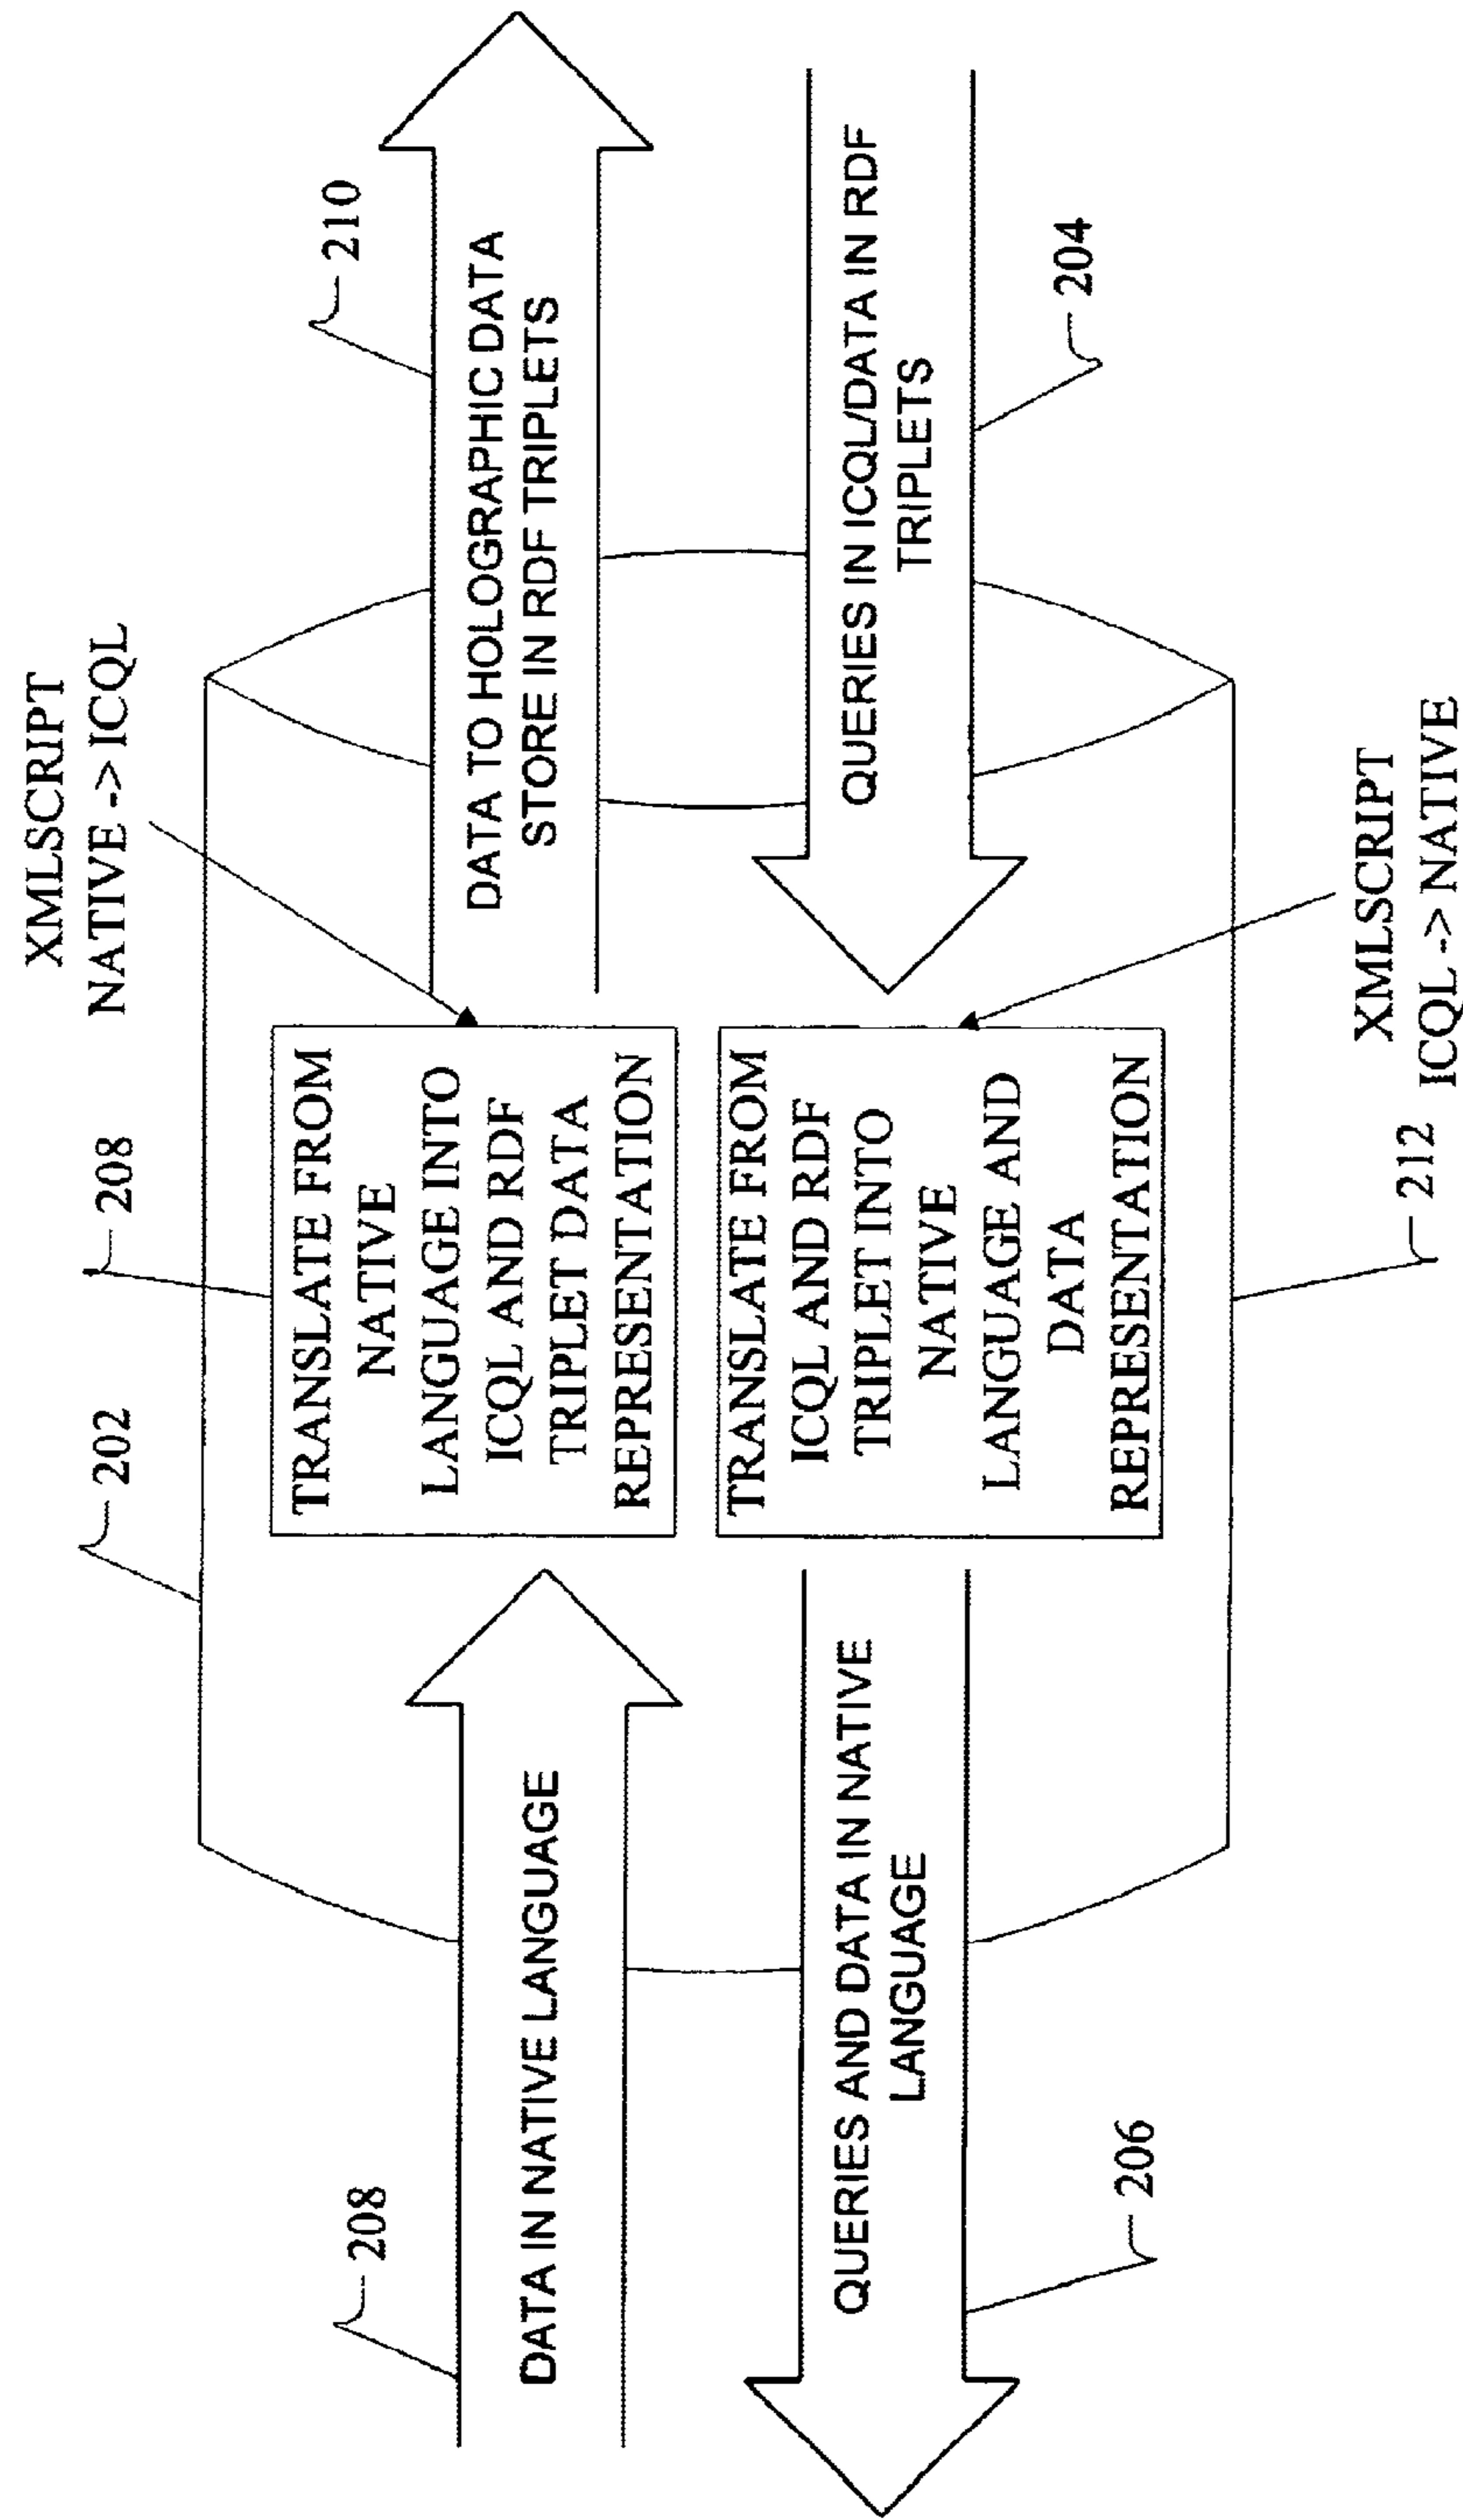 XMLSCRIPT
NATIVE -> ICQL
208
202
210
208
DATA IN NATIVE LANGUAGE
TRANSLATE FROM
NATIVE
LANGUAGE INTO
ICQL AND RDF
TRIPLET DATA
REPRESENTATION
DATA TO HOLOGRAPHIC DATA
STORE IN RDF TRIPLETS
QUERIES AND DATA IN NATIVE
LANGUAGE
TRANSLATE FROM
ICQL AND RDF
TRIPLET INTO
NATIVE
LANGUAGE AND
DATA
REPRESENTATION
QUERIES IN ICQL/DATA IN RDF
TRIPLETS
204
206
XMLSCRIPT
ICQL -> NATIVE
212